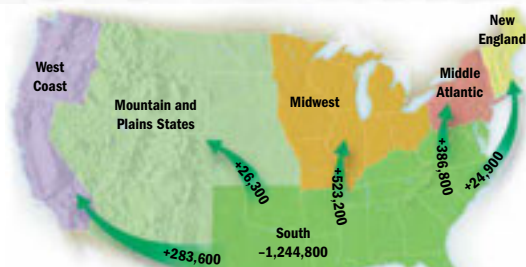 New
England
West
Coast
Middle
Atlantic
Mountain and
Plains States
Midwest
+26,300
+523,200
+386,800
+24,900
South
-1,244,800
+283,600